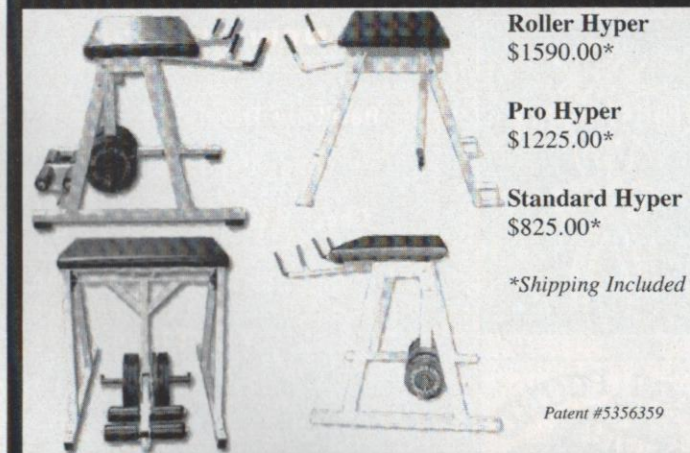 Roller Hyper
$1590.00*
Pro Hyper
$1225.00*
Standard Hyper
$825.00*
*Shipping Included
Patent #5356359